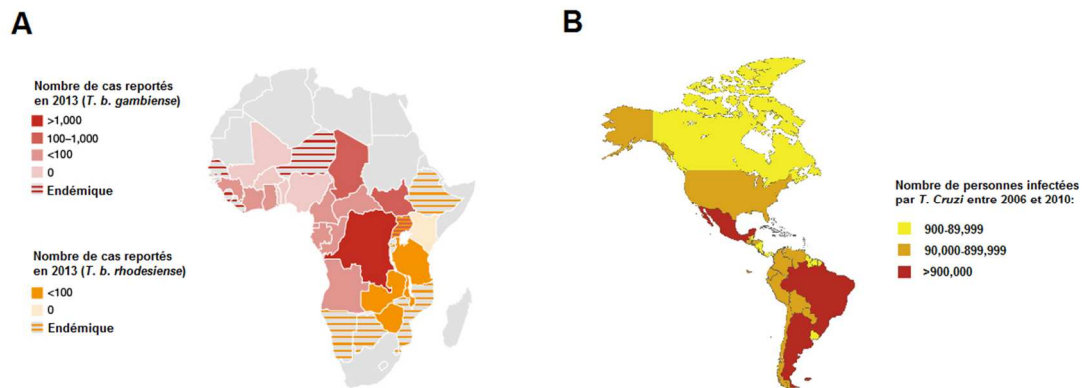 A
Nombre de cas reportés
en 2013 (T. b. gambiense)
>1,000
100–1,000
<100
0
Endémique
Nombre de cas reportés
en 2013 (T. b. rhodesiense)
<100
0
Endémique
B
Nombre de personnes infectées
par T. Cruzi entre 2006 et 2010:
900-89,999
90,000-899,999
>900,000